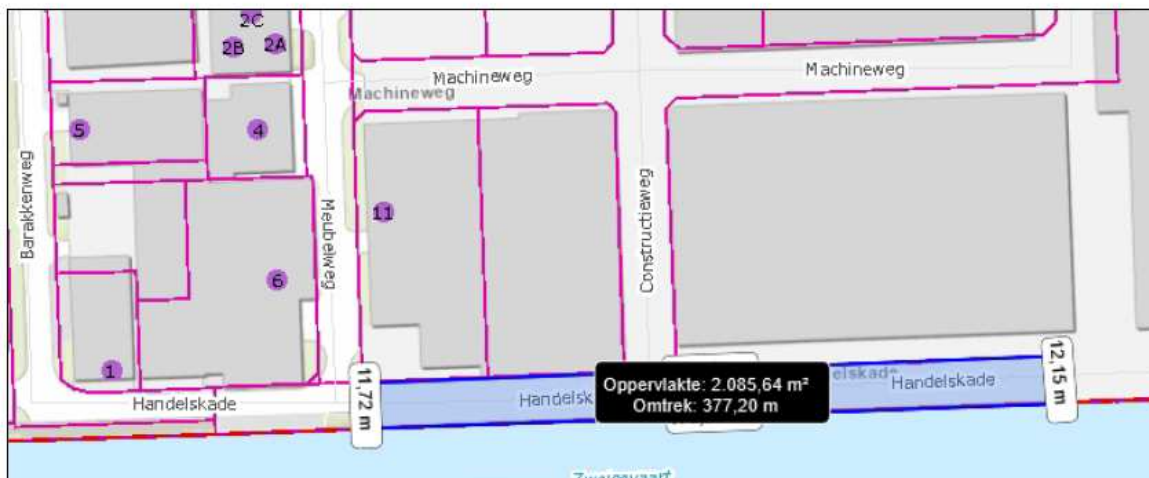 2C
2B
2A
Machineweg
Machineweg
Machineweg
5
4
Barakkenweg
Meubelweg
11
Constructieweg
6
1
11,72 m
Oppervlakte: 2.085,64 m²
Omtrek: 377,20 m
12,15 m
Handelskade
Handelsk
elskade
Handelskade